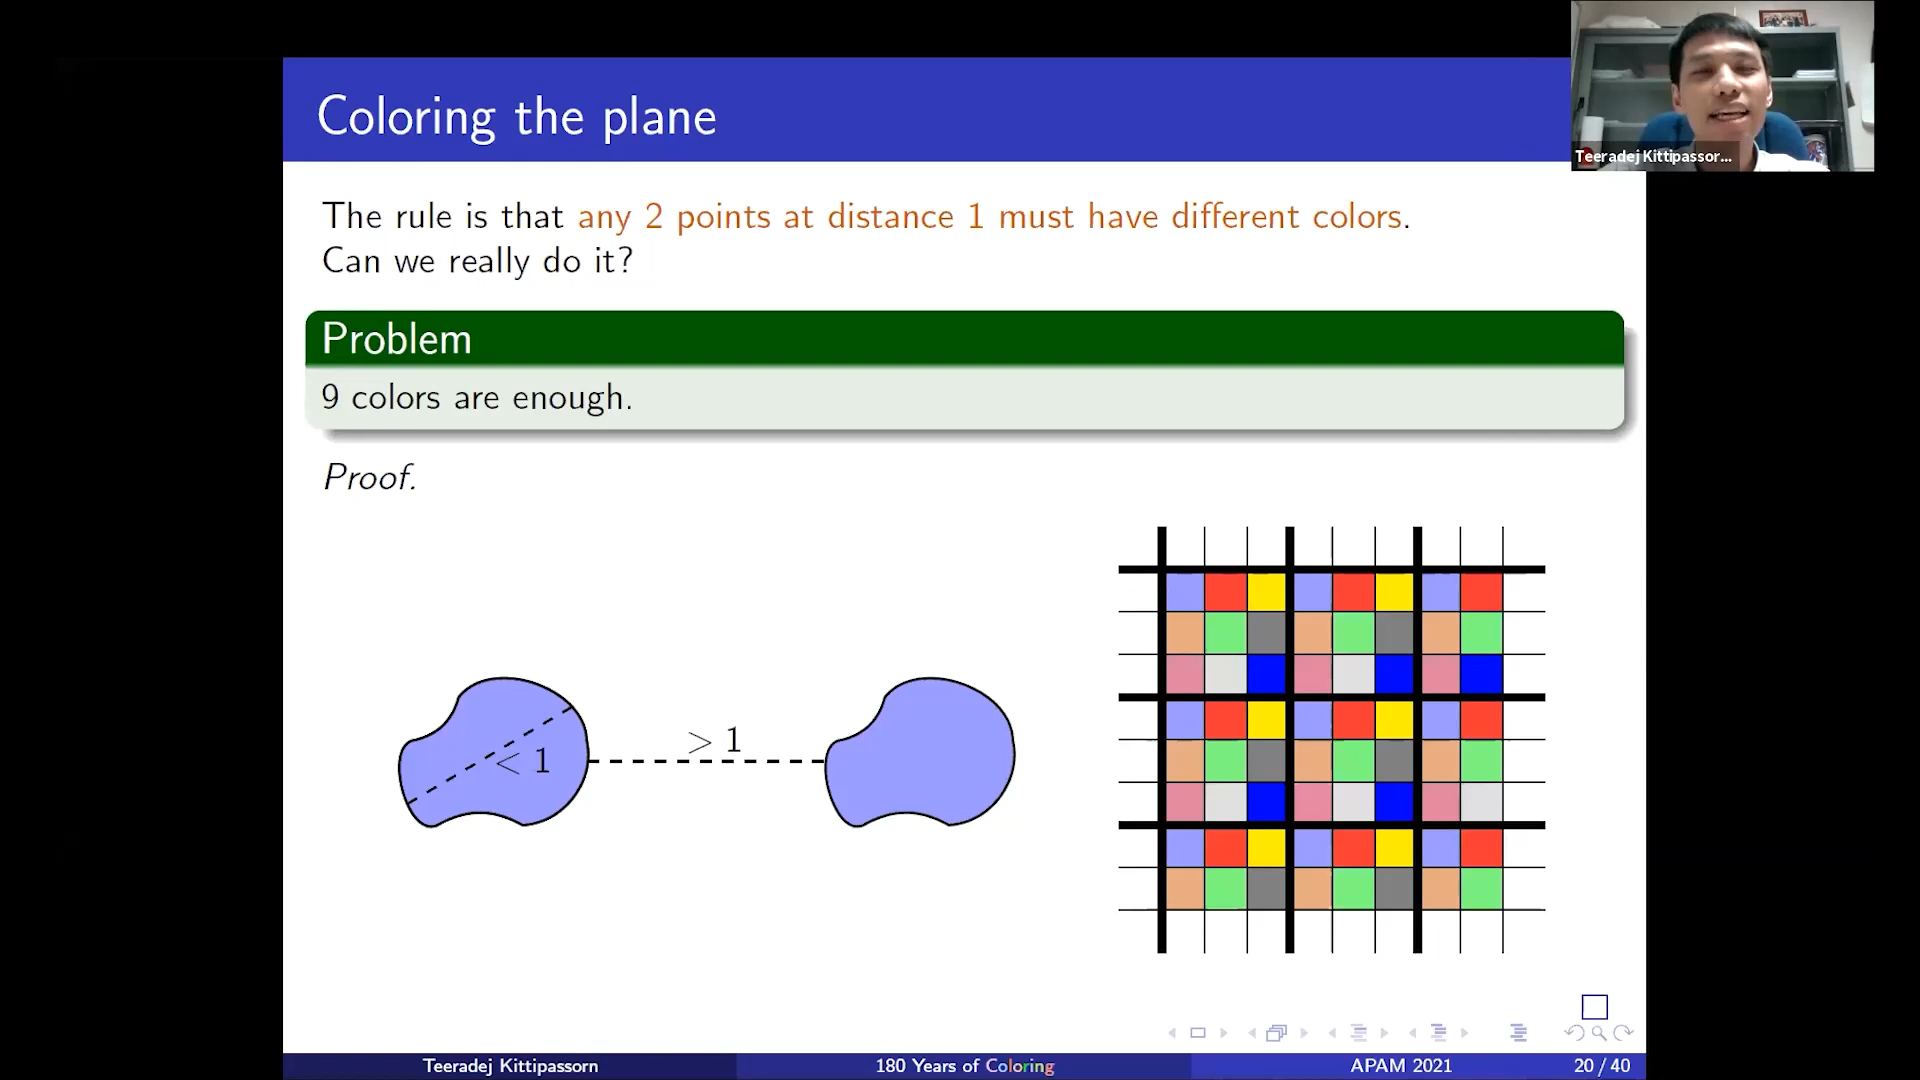 Coloring the plane
Teeradej Kittipassor...
The rule is that any 2 points at distance 1 must have different colors.
Can we really do it?
Problem
9 colors are enough.
Proof.
< 1
> 1
Teeradej Kittipassorn
180 Years of Coloring
APAM 2021
20 / 40